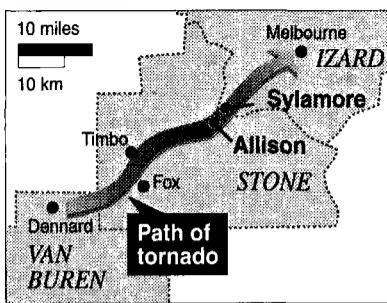 10 miles
10 km
Melbourne
IZARD
Sylamore
Timbo
Allison
Fox
STONE
Dennard
Path of
tornado
VAN
BUREN